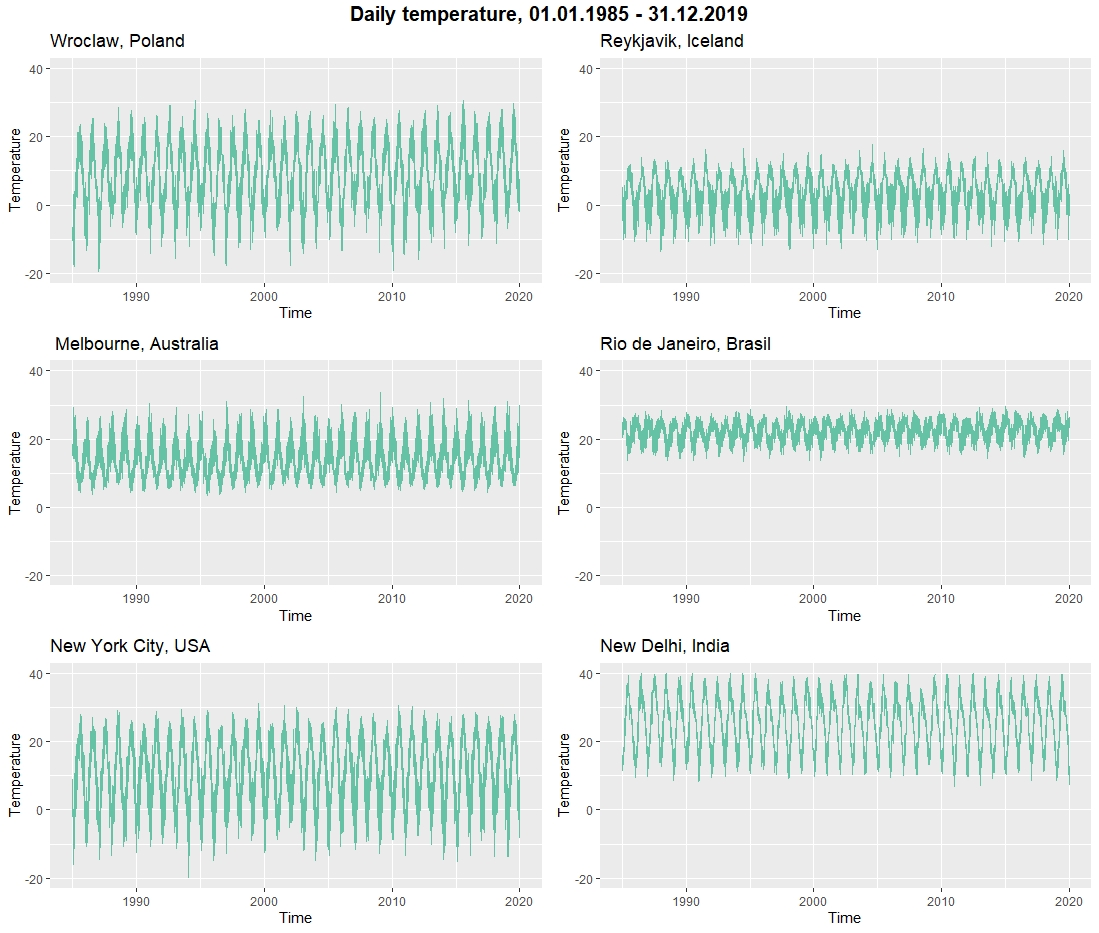 Daily temperature, 01.01.1985 - 31.12.2019
Wroclaw, Poland
40
20
0
-20
Temperature
1990
2000
2010
2020
Time
Reykjavik, Iceland
40
20
0
-20
Temperature
1990
2000
2010
2020
Time
Melbourne, Australia
40
20
0
-20
Temperature
1990
2000
2010
2020
Time
Rio de Janeiro, Brasil
40
20
0
-20
Temperature
1990
2000
2010
2020
Time
New York City, USA
40
20
0
-20
Temperature
1990
2000
2010
2020
Time
New Delhi, India
40
20
0
-20
Temperature
1990
2000
2010
2020
Time